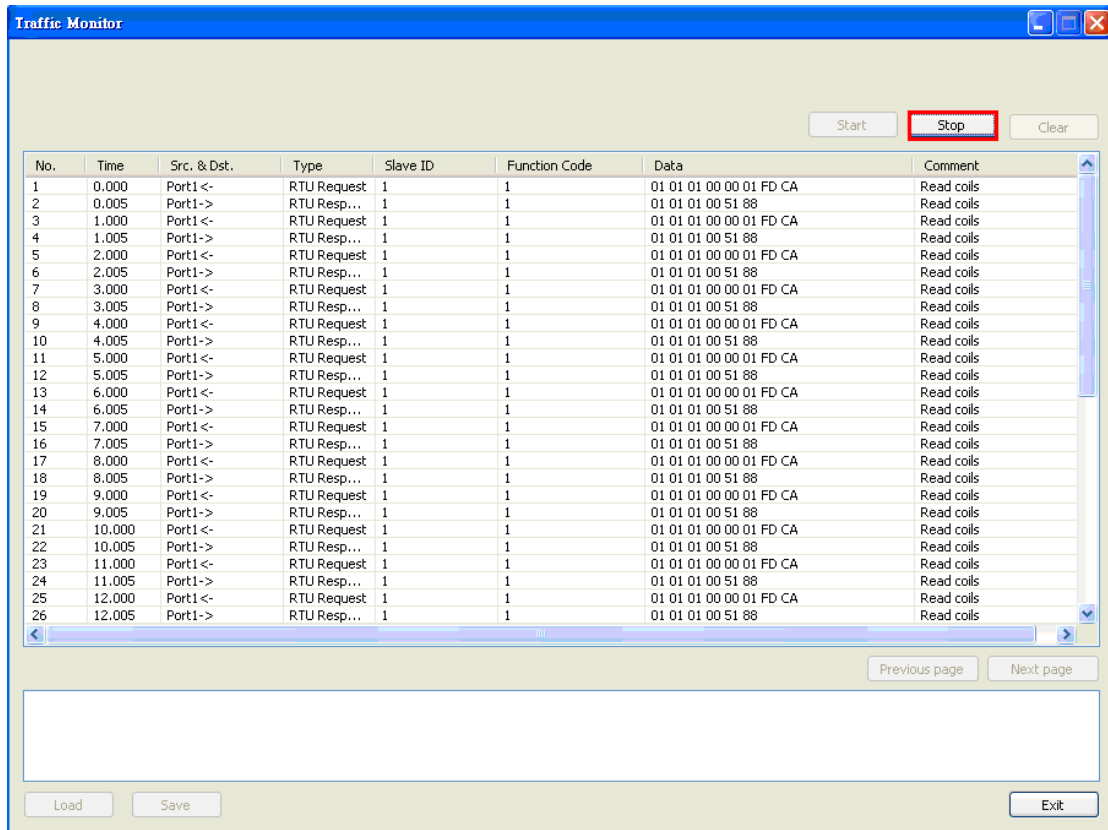 Traffic Monitor
Start Stop Clear
No. Time Src. & Dst. Type Slave ID Function Code Data Comment
1 0.000 Port1<- RTU Request 1 1 01 01 01 00 00 01 FD CA Read coils
2 0.005 Port1-> RTU Resp... 1 1 01 01 01 00 51 88 Read coils
3 1.000 Port1<- RTU Request 1 1 01 01 01 00 00 01 FD CA Read coils
4 1.005 Port1-> RTU Resp... 1 1 01 01 01 00 51 88 Read coils
5 2.000 Port1<- RTU Request 1 1 01 01 01 00 00 01 FD CA Read coils
6 2.005 Port1-> RTU Resp... 1 1 01 01 01 00 51 88 Read coils
7 3.000 Port1<- RTU Request 1 1 01 01 01 00 00 01 FD CA Read coils
8 3.005 Port1-> RTU Resp... 1 1 01 01 01 00 51 88 Read coils
9 4.000 Port1<- RTU Request 1 1 01 01 01 00 00 01 FD CA Read coils
10 4.005 Port1-> RTU Resp... 1 1 01 01 01 00 51 88 Read coils
11 5.000 Port1<- RTU Request 1 1 01 01 01 00 00 01 FD CA Read coils
12 5.005 Port1-> RTU Resp... 1 1 01 01 01 00 51 88 Read coils
13 6.000 Port1<- RTU Request 1 1 01 01 01 00 00 01 FD CA Read coils
14 6.005 Port1-> RTU Resp... 1 1 01 01 01 00 51 88 Read coils
15 7.000 Port1<- RTU Request 1 1 01 01 01 00 00 01 FD CA Read coils
16 7.005 Port1-> RTU Resp... 1 1 01 01 01 00 51 88 Read coils
17 8.000 Port1<- RTU Request 1 1 01 01 01 00 00 01 FD CA Read coils
18 8.005 Port1-> RTU Resp... 1 1 01 01 01 00 51 88 Read coils
19 9.000 Port1<- RTU Request 1 1 01 01 01 00 00 01 FD CA Read coils
20 9.005 Port1-> RTU Resp... 1 1 01 01 01 00 51 88 Read coils
21 10.000 Port1<- RTU Request 1 1 01 01 01 00 00 01 FD CA Read coils
22 10.005 Port1-> RTU Resp... 1 1 01 01 01 00 51 88 Read coils
23 11.000 Port1<- RTU Request 1 1 01 01 01 00 00 01 FD CA Read coils
24 11.005 Port1-> RTU Resp... 1 1 01 01 01 00 51 88 Read coils
25 12.000 Port1<- RTU Request 1 1 01 01 01 00 00 01 FD CA Read coils
26 12.005 Port1-> RTU Resp... 1 1 01 01 01 00 51 88 Read coils
Previous page Next page
Load Save Exit